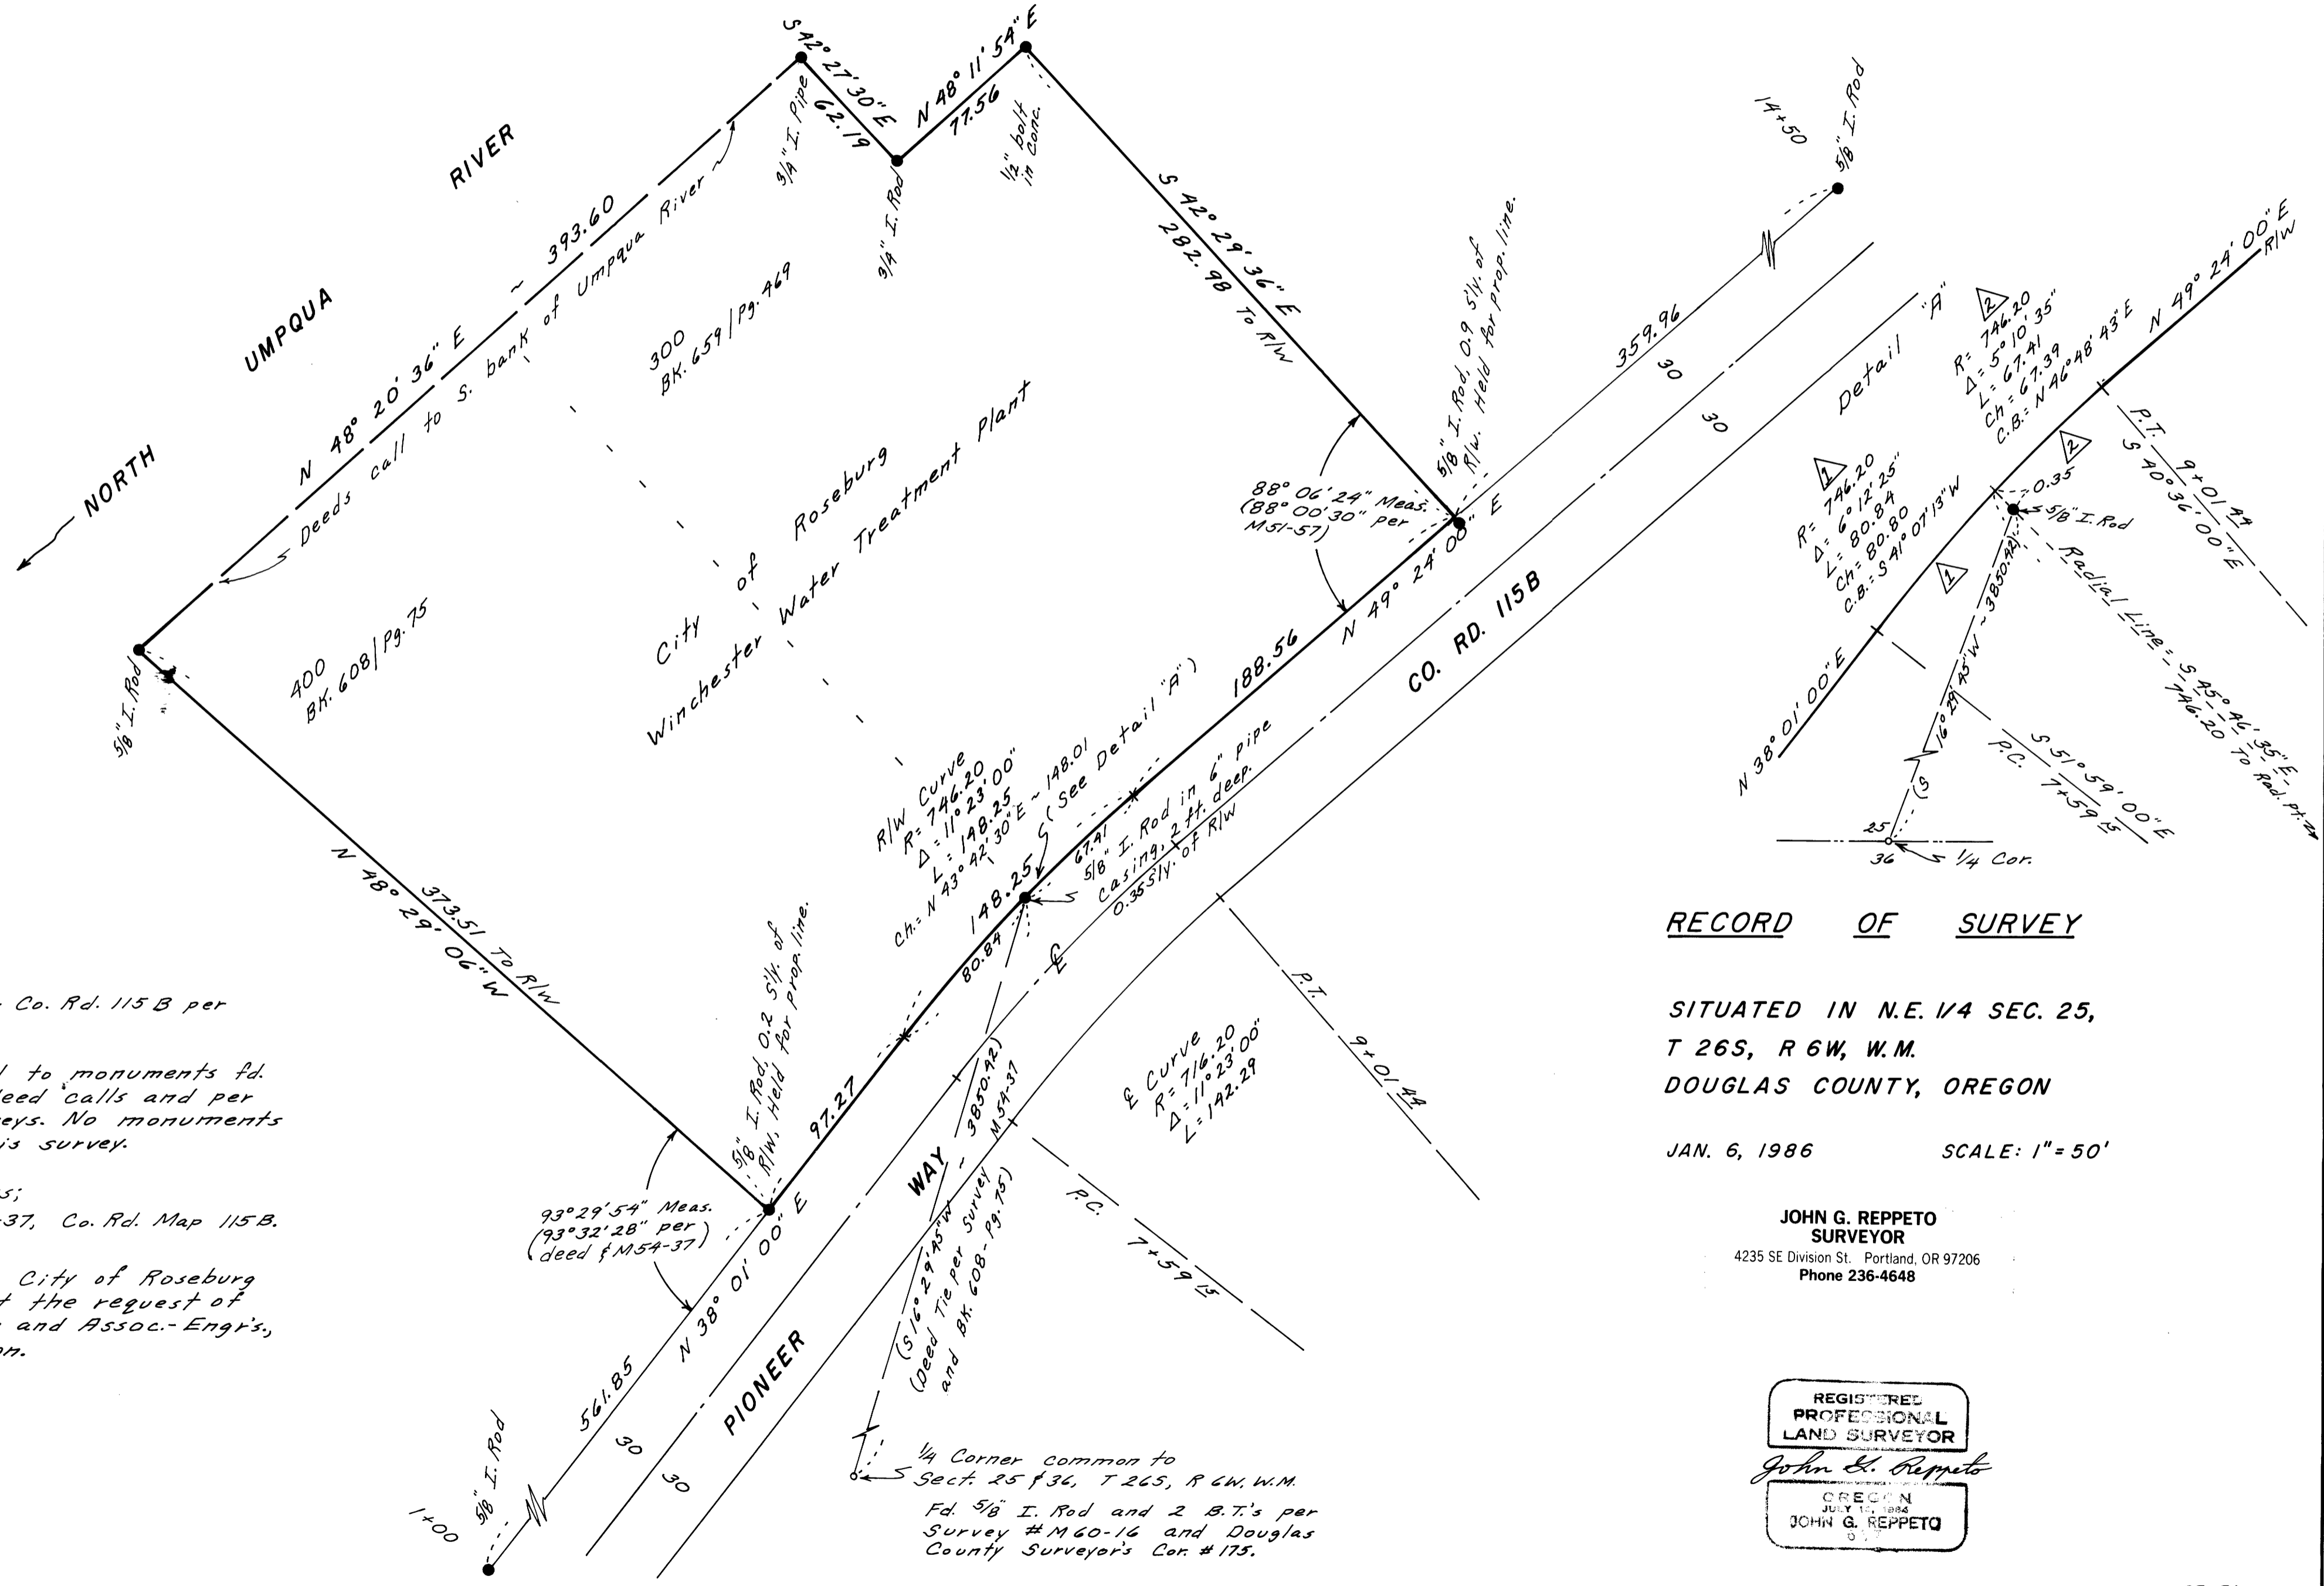 UMPQUA RIVER
NORTH
N 48° 20' 36" E ~ 393.60
Deeds call to S. bank of Umpqua River
S 42° 27' 30" E
62.19
3/4" I. Pipe
N 48° 11' 54" E
77.56
3/4" I. Rod
1/2" bolt
in conc.
S 42° 29' 36" E
282.98 To R/W
300
BK. 659/Pg. 469
400
BK. 608/Pg. 75
City of Roseburg
Winchester Water Treatment Plant
5/8" I. Rod
373.51 To R/W
N 48° 29' 06" W
5/8" I. Rod, 0.9 S'ly. of
R/W. Held for prop. line.
88° 06' 24" Meas.
(88° 00' 30" per
M51-57)
14+50
5/8" I. Rod
359.96
30
30
N 49° 24' 00" E
188.56
CO. RD. 115B
R/W Curve
R = 746.20
Δ = 11° 23' 00"
L = 148.25
Ch. = N 43° 42' 30" E ~ 148.01
(See Detail "A")
148.25
67.41
80.84
5/8" I. Rod in 6" pipe
casing, 2 ft. deep.
0.35 S'ly. of R/W
℄
97.27
5/8" I. Rod, 0.2 S'ly. of
R/W, Held for prop. line.
93° 29' 54" Meas.
(93° 32' 28" per
deed & M54-37)
N 38° 01' 00" E
561.85
30
30
1+00
5/8" I. Rod
PIONEER WAY
(S 16° 29' 45" W ~ 3850.42)
(Deed Tie per Survey M54-37
and BK. 608-Pg. 75)
℄ Curve
R = 716.20
Δ = 11° 23' 00"
L = 142.29
P.T.
9+01 44
P.C.
7+59 15
1/4 Corner common to
Sect. 25 & 36, T 26S, R 6W, W.M.
Fd. 5/8" I. Rod and 2 B.T.'s per
Survey # M60-16 and Douglas
County Surveyor's Cor. # 175.
Co. Rd. 115 B per
to monuments fd.
deed calls and per
No monuments
survey.
37, Co. Rd. Map 115B.
City of Roseburg
the request of
and Assoc.-Engr's.,
Detail "A"
2
R = 746.20
Δ = 5° 10' 35"
L = 67.41
Ch = 67.39
C.B. = N 46° 48' 43" E
1
R = 746.20
Δ = 6° 12' 25"
L = 80.84
Ch = 80.80
C.B. = S 41° 07' 13" W
N 49° 24' 00" E
R/W
2
0.35
5/8" I. Rod
1
P.T. 9+01 44
S 40° 36' 00" E
N 38° 01' 00" E
(S 16° 29' 45" W ~ 3850.42)
Radial Line = S 45° 46' 35" E -
746.20 To Rad. pt.
S 51° 59' 00" E
P.C. 7+59 15
25
36
1/4 Cor.
RECORD OF SURVEY
SITUATED IN N.E. 1/4 SEC. 25,
T 26S, R 6W, W.M.
DOUGLAS COUNTY, OREGON
JAN. 6, 1986 SCALE: 1" = 50'
JOHN G. REPPETO
SURVEYOR
4235 SE Division St. Portland, OR 97206
Phone 236-4648
REGISTERED
PROFESSIONAL
LAND SURVEYOR
John G. Reppeto
OREGON
JOHN G. REPPETO